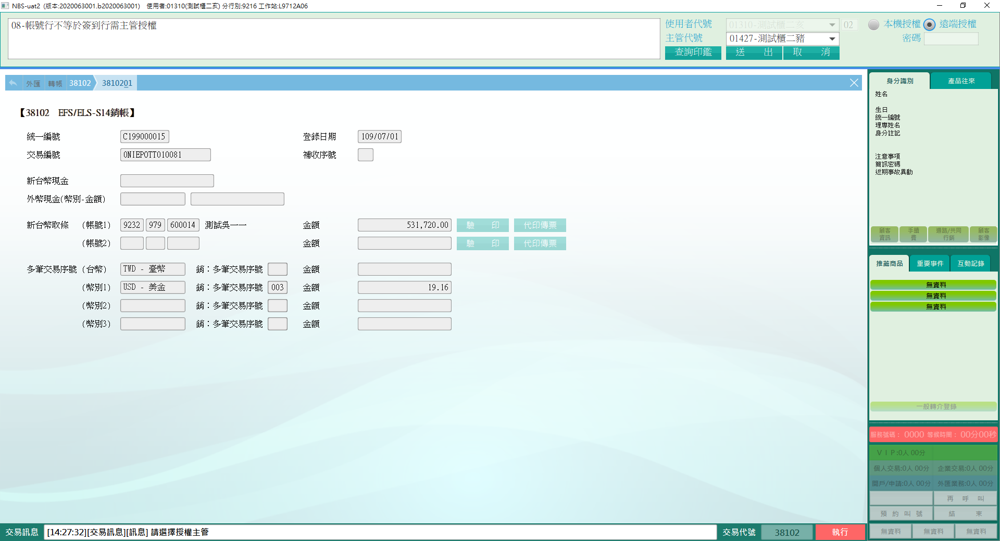 NBS-uat2 (版本:2020063001.b2020063001) 使用者:01310(測試櫃二亥) 分行別:9216 工作站:L9712A06
08-帳號行不等於簽到行需主管授權
使用者代號 01310-測試櫃二亥 02 本機授權 遠端授權
主管代號 01427-測試櫃二豬 密碼
查詢印鑑 送 出 取 消
外匯 轉帳 38102 3810201
【38102 EFS/ELS-S14銷帳】
統一編號 C199000015 登錄日期 109/07/01
交易編號 0NIEPOTT010081 補收序號
新台幣現金
外幣現金(幣別-金額)
新台幣取條 (帳號1) 9232 979 600014 測試吳一一 金額 531,720.00 驗 印 代印傳票
(帳號2) 金額 驗 印 代印傳票
多筆交易序號 (台幣) TWD - 臺幣 銷：多筆交易序號 金額
(幣別1) USD - 美金 銷：多筆交易序號 003 金額 19.16
(幣別2) 銷：多筆交易序號 金額
(幣別3) 銷：多筆交易序號 金額
身分識別 產品往來
姓名
生日
統一編號
理專姓名
身分註記
注意事項
簡訊密碼
近期事故異動
顧客資訊 手續費 通路/共同行銷 顧客影像
推薦商品 重要事件 互動記錄
無資料
無資料
無資料
一般轉介登錄
服務號碼： 0000 等候時間： 00分00秒
ＶＩＰ:0人 00分
個人交易:0人 00分 企業交易:0人 00分
開戶/申請:0人 00分 外匯業務:0人 00分
再 呼 叫
預 約 叫 號 結 束
無資料 無資料 無資料
交易訊息 [14:27:32][交易訊息][訊息] 請選擇授權主管 交易代號 38102 執行